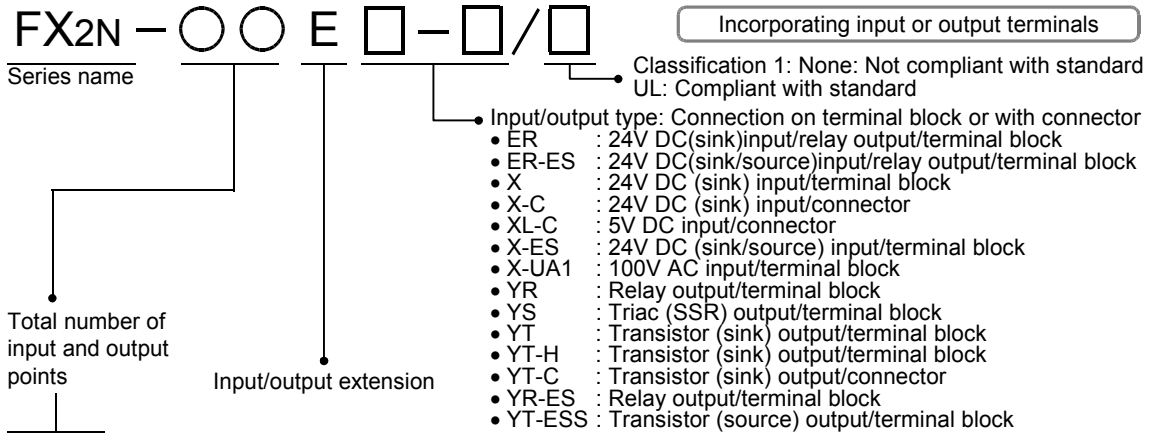 FX2N – ○ ○ E □ – □ / □
Incorporating input or output terminals
Series name
Classification 1: None: Not compliant with standard
UL: Compliant with standard
Input/output type: Connection on terminal block or with connector
• ER : 24V DC(sink)input/relay output/terminal block
• ER-ES : 24V DC(sink/source)input/relay output/terminal block
• X : 24V DC (sink) input/terminal block
• X-C : 24V DC (sink) input/connector
• XL-C : 5V DC input/connector
• X-ES : 24V DC (sink/source) input/terminal block
• X-UA1 : 100V AC input/terminal block
• YR : Relay output/terminal block
• YS : Triac (SSR) output/terminal block
• YT : Transistor (sink) output/terminal block
• YT-H : Transistor (sink) output/terminal block
• YT-C : Transistor (sink) output/connector
• YR-ES : Relay output/terminal block
• YT-ESS : Transistor (source) output/terminal block
Total number of
input and output
points
Input/output extension